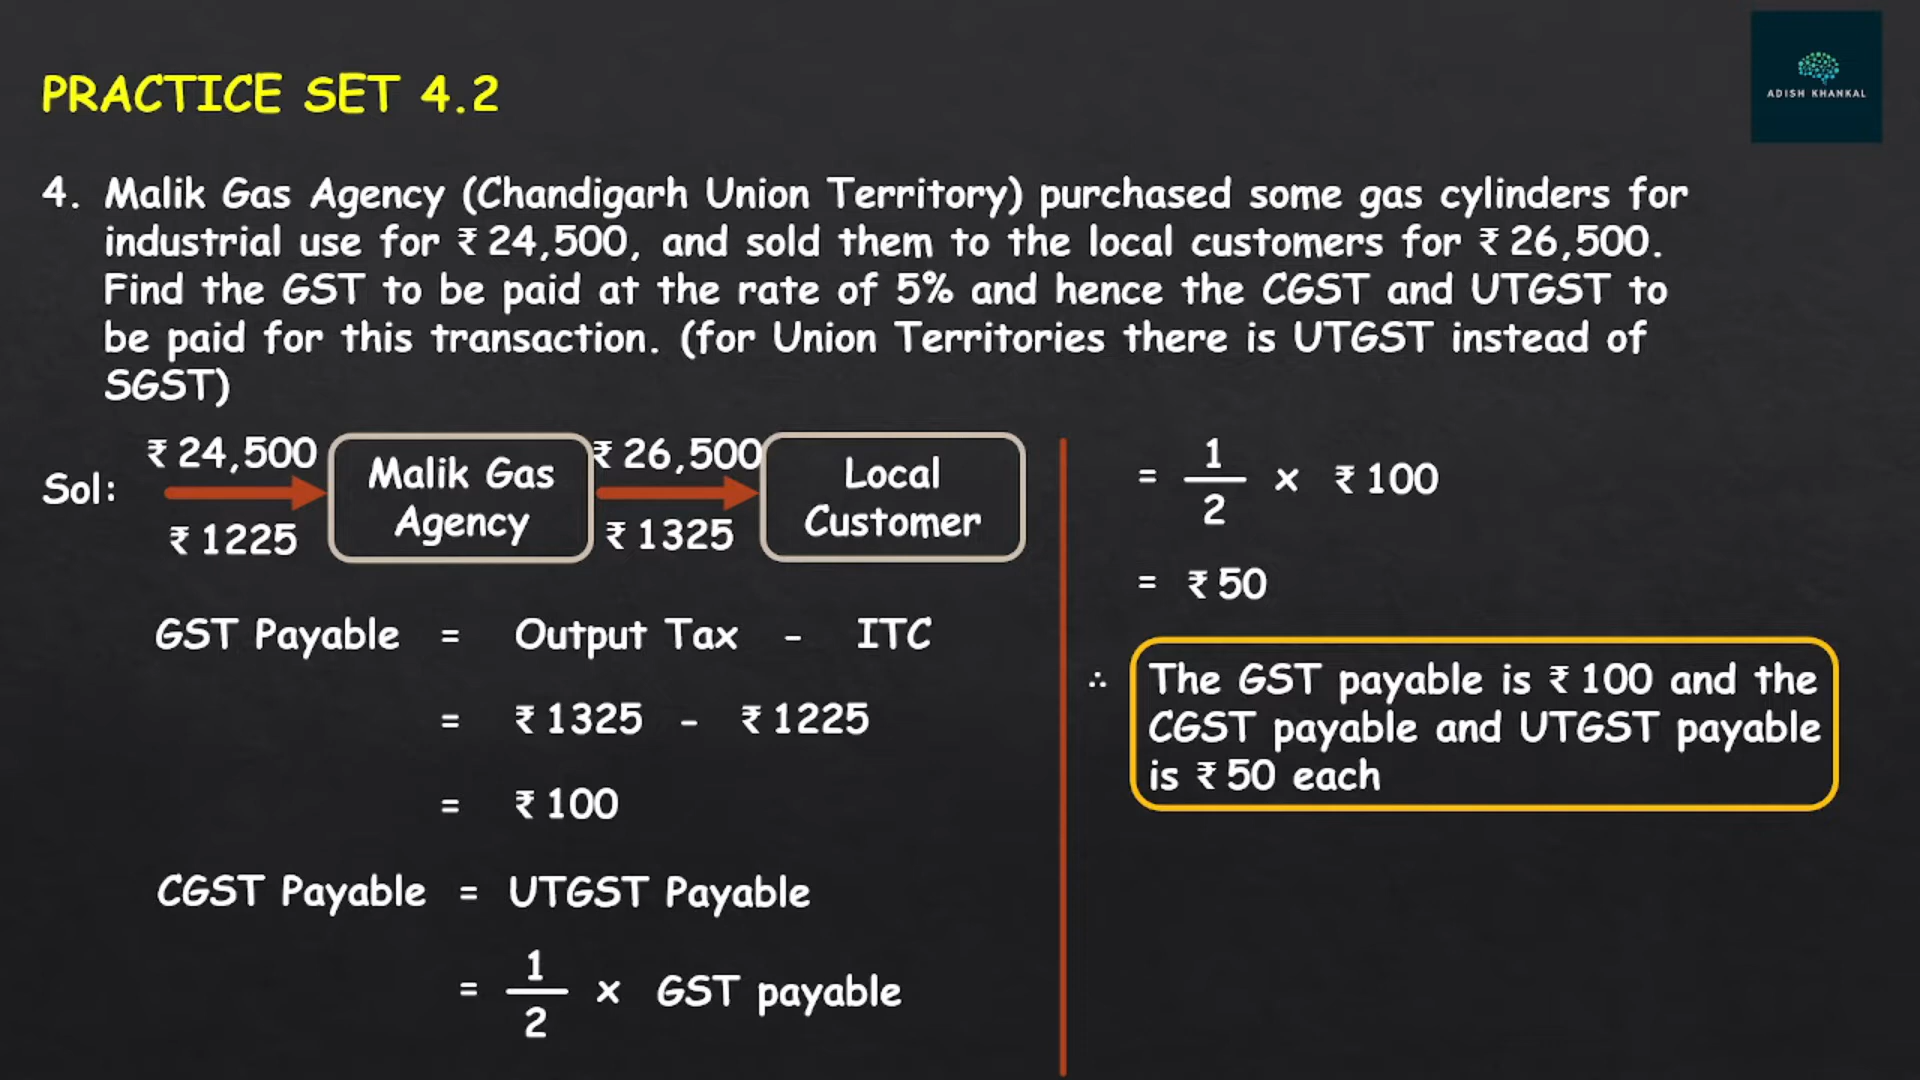 PRACTICE SET 4.2
ADISH KHANKAL
4. Malik Gas Agency (Chandigarh Union Territory) purchased some gas cylinders for
industrial use for ₹ 24,500, and sold them to the local customers for ₹ 26,500.
Find the GST to be paid at the rate of 5% and hence the CGST and UTGST to
be paid for this transaction. (for Union Territories there is UTGST instead of
SGST)
Sol:
₹ 24,500
₹ 1225
Malik Gas
Agency
₹ 26,500
₹ 1325
Local
Customer
GST Payable = Output Tax - ITC
= ₹ 1325 - ₹ 1225
= ₹ 100
CGST Payable = UTGST Payable
= 1/2 x GST payable
= 1/2 x ₹ 100
= ₹ 50
∴ The GST payable is ₹ 100 and the
CGST payable and UTGST payable
is ₹ 50 each